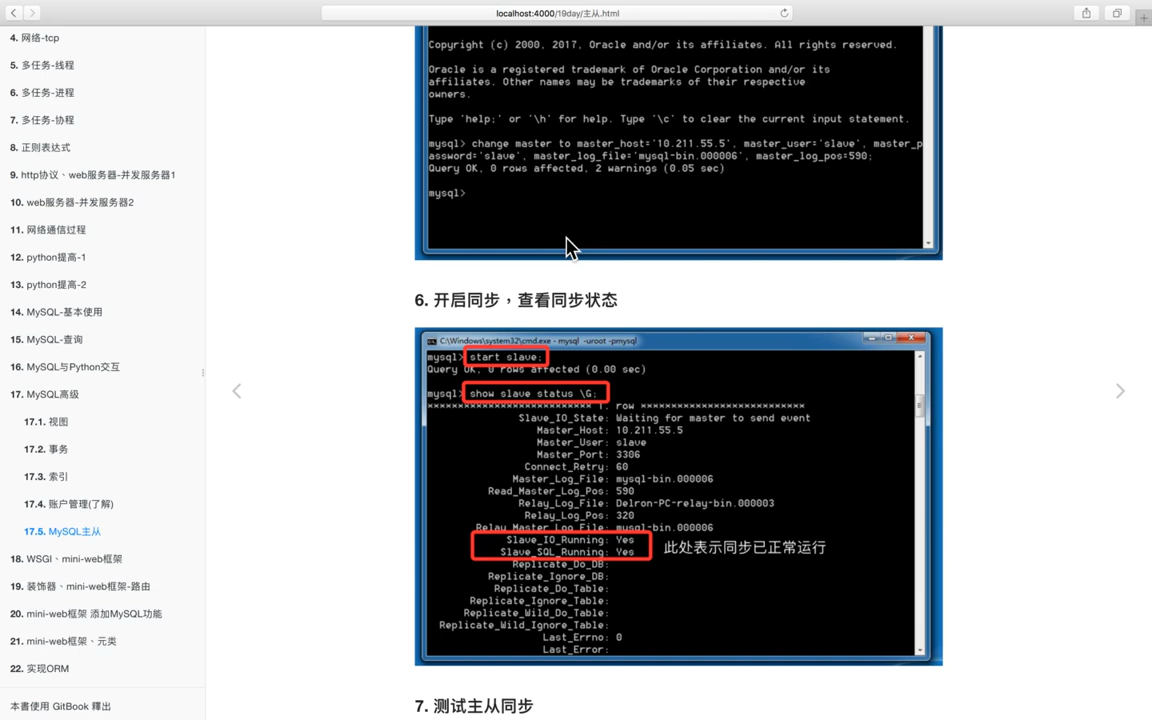 localhost:4000/19day/主从.html
4. 网络-tcp
5. 多任务-线程
6. 多任务-进程
7. 多任务-协程
8. 正则表达式
9. http协议、web服务器-并发服务器1
10. web服务器-并发服务器2
11. 网络通信过程
12. python提高-1
13. python提高-2
14. MySQL-基本使用
15. MySQL-查询
16. MySQL与Python交互
17. MySQL高级
17.1. 视图
17.2. 事务
17.3. 索引
17.4. 账户管理(了解)
17.5. MySQL主从
18. WSGI、mini-web框架
19. 装饰器、mini-web框架-路由
20. mini-web框架 添加MySQL功能
21. mini-web框架、元类
22. 实现ORM
本書使用 GitBook 釋出
Copyright (c) 2000, 2017, Oracle and/or its affiliates. All rights reserved.
Oracle is a registered trademark of Oracle Corporation and/or its
affiliates. Other names may be trademarks of their respective
owners.
Type 'help;' or '\h' for help. Type '\c' to clear the current input statement.
mysql> change master to master_host='10.211.55.5', master_user='slave', master_p
assword='slave', master_log_file='mysql-bin.000006', master_log_pos=590;
Query OK, 0 rows affected, 2 warnings (0.05 sec)
mysql>
6. 开启同步，查看同步状态
C:\Windows\system32\cmd.exe - mysql -uroot -pmysql
mysql> start slave;
Query OK, 0 rows affected (0.00 sec)
mysql> show slave status \G;
*************************** 1. row ***************************
Slave_IO_State: Waiting for master to send event
Master_Host: 10.211.55.5
Master_User: slave
Master_Port: 3306
Connect_Retry: 60
Master_Log_File: mysql-bin.000006
Read_Master_Log_Pos: 590
Relay_Log_File: Delron-PC-relay-bin.000003
Relay_Log_Pos: 320
Relay_Master_Log_File: mysql-bin.000006
Slave_IO_Running: Yes
Slave_SQL_Running: Yes
此处表示同步已正常运行
Replicate_Do_DB:
Replicate_Ignore_DB:
Replicate_Do_Table:
Replicate_Ignore_Table:
Replicate_Wild_Do_Table:
Replicate_Wild_Ignore_Table:
Last_Errno: 0
Last_Error:
7. 测试主从同步